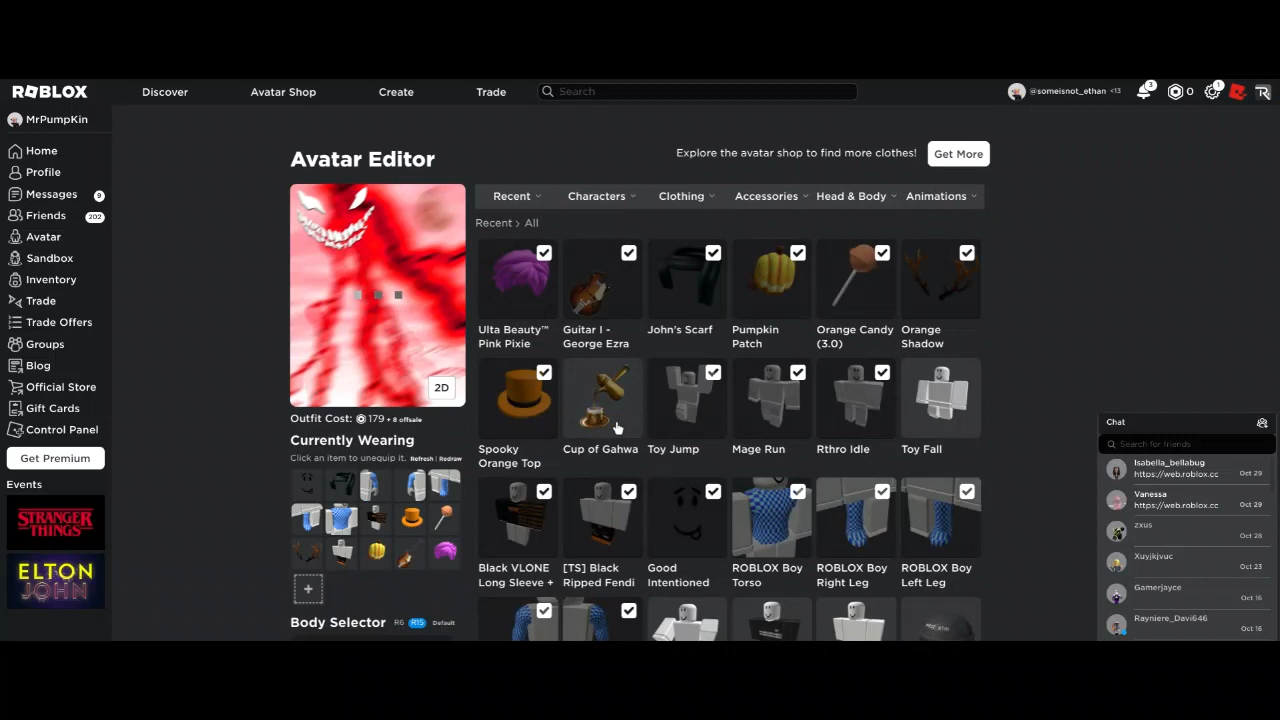 ROBLOX
Discover
Avatar Shop
Create
Trade
Search
@someisnot_ethan <13
3
0
1
MrPumpKin
Home
Profile
Messages 9
Friends 202
Avatar
Sandbox
Inventory
Trade
Trade Offers
Groups
Blog
Official Store
Gift Cards
Control Panel
Get Premium
Events
STRANGER
THINGS
ELTON
JOHN
Avatar Editor
Explore the avatar shop to find more clothes!
Get More
2D
Outfit Cost: 179 + 8 offsale
Currently Wearing
Click an item to unequip it. Refresh | Redraw
+
Body Selector R6 R15 Default
Recent
Characters
Clothing
Accessories
Head & Body
Animations
Recent > All
Ulta Beauty™
Pink Pixie
Guitar I -
George Ezra
John's Scarf
Pumpkin
Patch
Orange Candy
(3.0)
Orange
Shadow
Spooky
Orange Top
Cup of Gahwa
Toy Jump
Mage Run
Rthro Idle
Toy Fall
Black VLONE
Long Sleeve +
[TS] Black
Ripped Fendi
Good
Intentioned
ROBLOX Boy
Torso
ROBLOX Boy
Right Leg
ROBLOX Boy
Left Leg
Chat
Search for friends
Isabella_bellabug
https://web.roblox.cc Oct 29
Vanessa
https://web.roblox.cc Oct 29
zxus
Oct 28
Xuyjkjvuc
Oct 23
Gamerjayce
Oct 16
Rayniere_Davi646
Oct 16